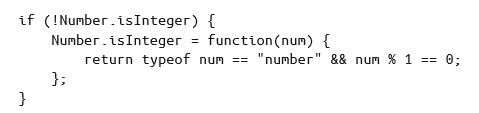 if (!Number.isInteger) {
    Number.isInteger = function(num) {
        return typeof num == "number" && num % 1 == 0;
    };
}